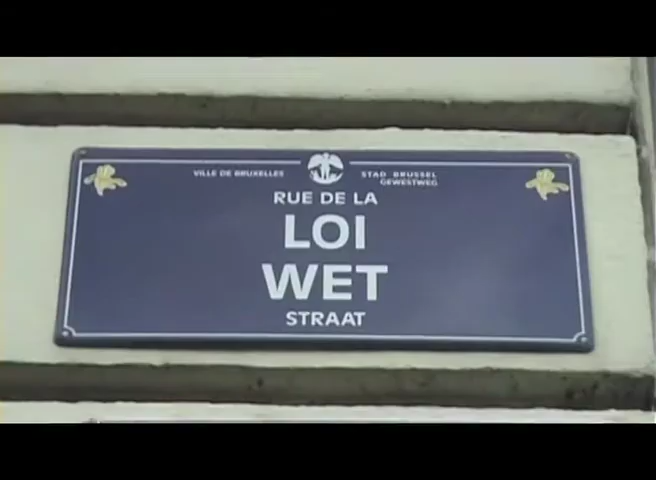 VILLE DE BRUXELLES
STAD BRUSSEL
GEWESTWEG
RUE DE LA
LOI
WET
STRAAT